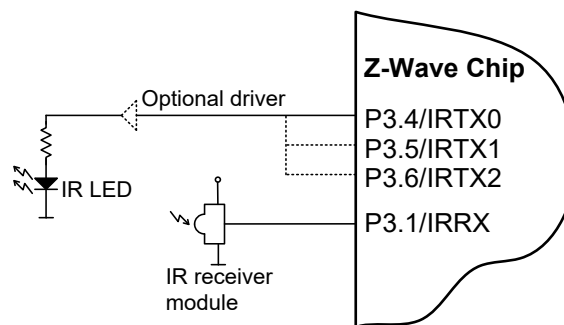 Z-Wave Chip
Optional driver
P3.4/IRTX0
P3.5/IRTX1
P3.6/IRTX2
IR LED
P3.1/IRRX
IR receiver
module